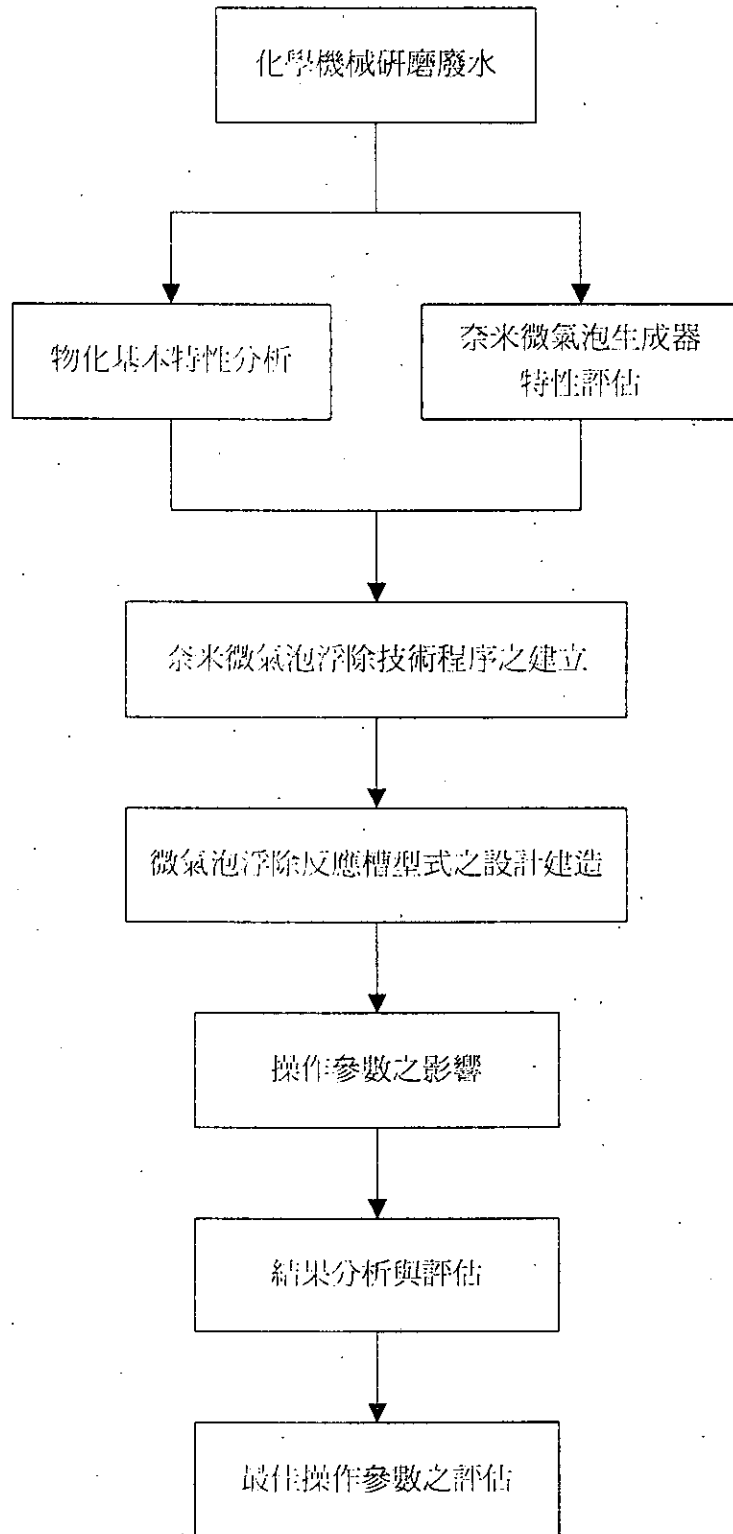 化學機械研磨廢水
物化基本特性分析
奈米微氣泡生成器
特性評估
奈米微氣泡浮除技術程序之建立
微氣泡浮除反應槽型式之設計建造
操作參數之影響
結果分析與評估
最佳操作參數之評估